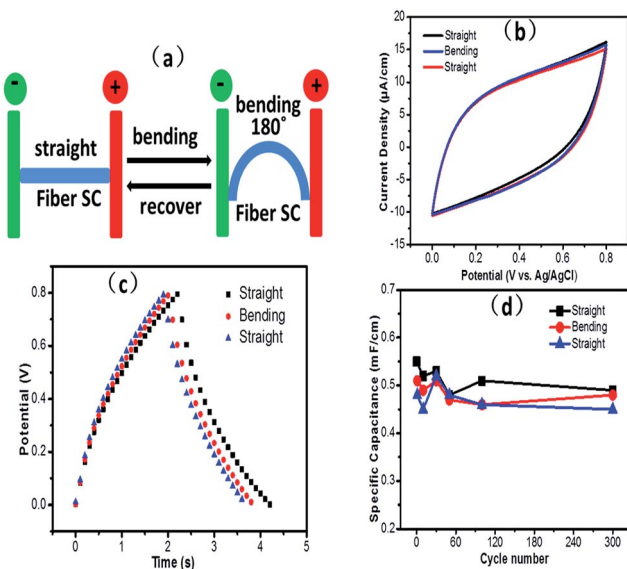 (a)
-
+
straight
Fiber SC
bending
recover
-
+
bending
180°
Fiber SC
(b)
Straight
Bending
Straight
Current Density (μA/cm)
25
20
15
10
5
0
-5
-10
-15
0.0 0.2 0.4 0.6 0.8
Potential (V vs. Ag/AgCl)
(c)
Straight
Bending
Straight
Potential (V)
0.8
0.6
0.4
0.2
0.0
0 1 2 3 4 5
Time (s)
(d)
Straight
Bending
Straight
Specific Capacitance (mF/cm)
0.7
0.6
0.5
0.4
0.3
0.2
0 60 120 180 240 300
Cycle number